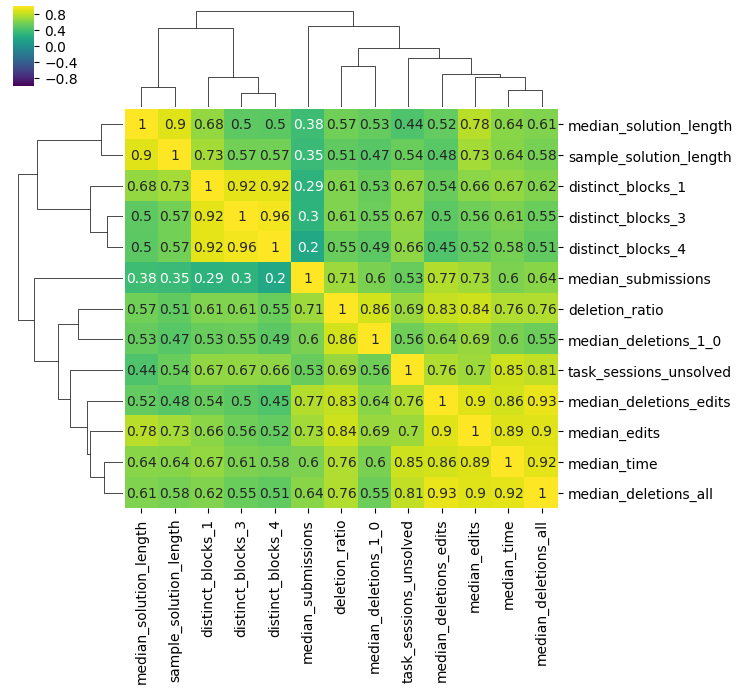 0.8
0.4
0.0
−0.4
−0.8
1 0.9 0.68 0.5 0.5 0.38 0.57 0.53 0.44 0.52 0.78 0.64 0.61 median_solution_length
0.9 1 0.73 0.57 0.57 0.35 0.51 0.47 0.54 0.48 0.73 0.64 0.58 sample_solution_length
0.68 0.73 1 0.92 0.92 0.29 0.61 0.53 0.67 0.54 0.66 0.67 0.62 distinct_blocks_1
0.5 0.57 0.92 1 0.96 0.3 0.61 0.55 0.67 0.5 0.56 0.61 0.55 distinct_blocks_3
0.5 0.57 0.92 0.96 1 0.2 0.55 0.49 0.66 0.45 0.52 0.58 0.51 distinct_blocks_4
0.38 0.35 0.29 0.3 0.2 1 0.71 0.6 0.53 0.77 0.73 0.6 0.64 median_submissions
0.57 0.51 0.61 0.61 0.55 0.71 1 0.86 0.69 0.83 0.84 0.76 0.76 deletion_ratio
0.53 0.47 0.53 0.55 0.49 0.6 0.86 1 0.56 0.64 0.69 0.6 0.55 median_deletions_1_0
0.44 0.54 0.67 0.67 0.66 0.53 0.69 0.56 1 0.76 0.7 0.85 0.81 task_sessions_unsolved
0.52 0.48 0.54 0.5 0.45 0.77 0.83 0.64 0.76 1 0.9 0.86 0.93 median_deletions_edits
0.78 0.73 0.66 0.56 0.52 0.73 0.84 0.69 0.7 0.9 1 0.89 0.9 median_edits
0.64 0.64 0.67 0.61 0.58 0.6 0.76 0.6 0.85 0.86 0.89 1 0.92 median_time
0.61 0.58 0.62 0.55 0.51 0.64 0.76 0.55 0.81 0.93 0.9 0.92 1 median_deletions_all
median_solution_length
sample_solution_length
distinct_blocks_1
distinct_blocks_3
distinct_blocks_4
median_submissions
deletion_ratio
median_deletions_1_0
task_sessions_unsolved
median_deletions_edits
median_edits
median_time
median_deletions_all